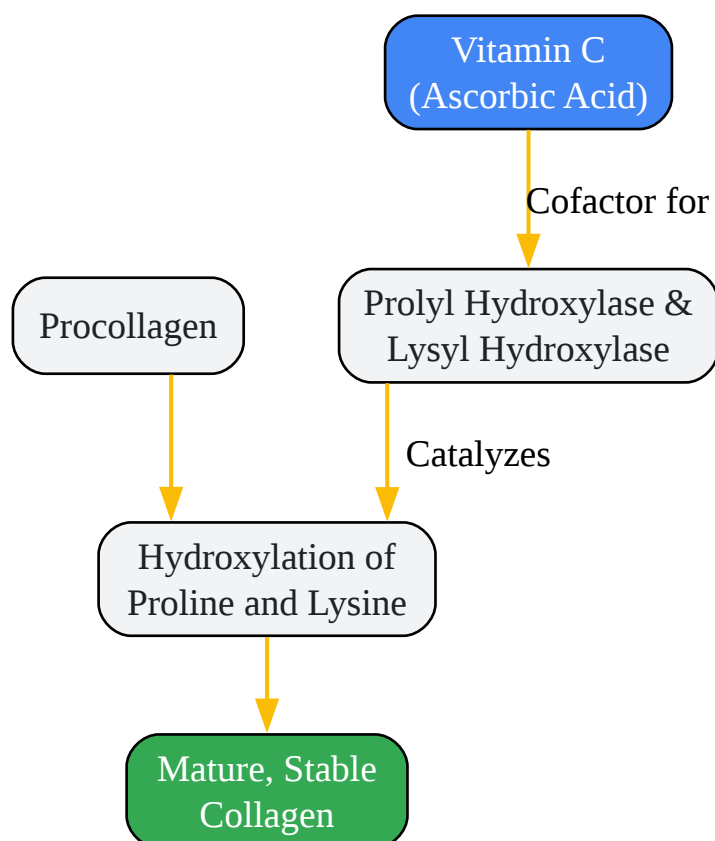 Vitamin C
(Ascorbic Acid)
Cofactor for
Procollagen
Prolyl Hydroxylase &
Lysyl Hydroxylase
Catalyzes
Hydroxylation of
Proline and Lysine
Mature, Stable
Collagen